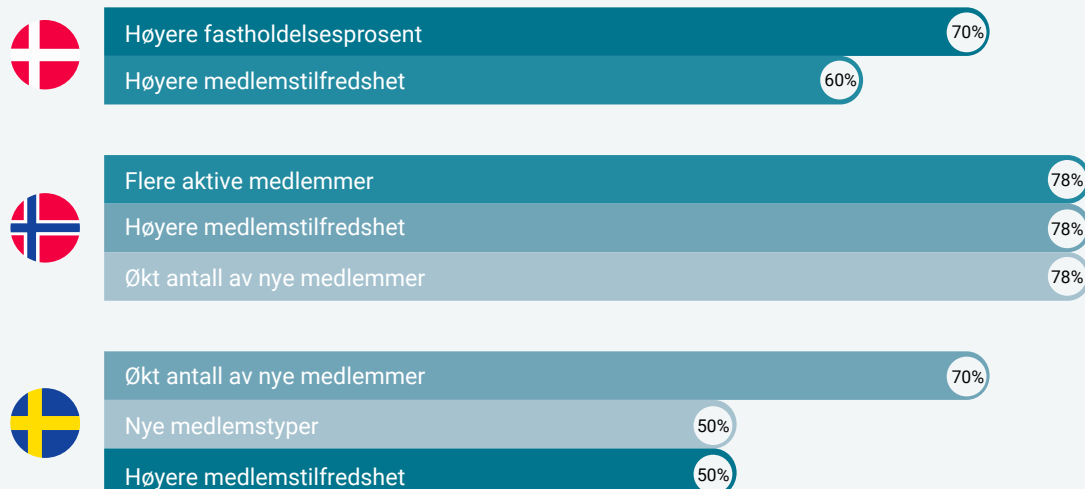 Høyere fastholdelsesprosent 70%
Høyere medlemstilfredshet 60%
Flere aktive medlemmer 78%
Høyere medlemstilfredshet 78%
Økt antall av nye medlemmer 78%
Økt antall av nye medlemmer 70%
Nye medlemstyper 50%
Høyere medlemstilfredshet 50%